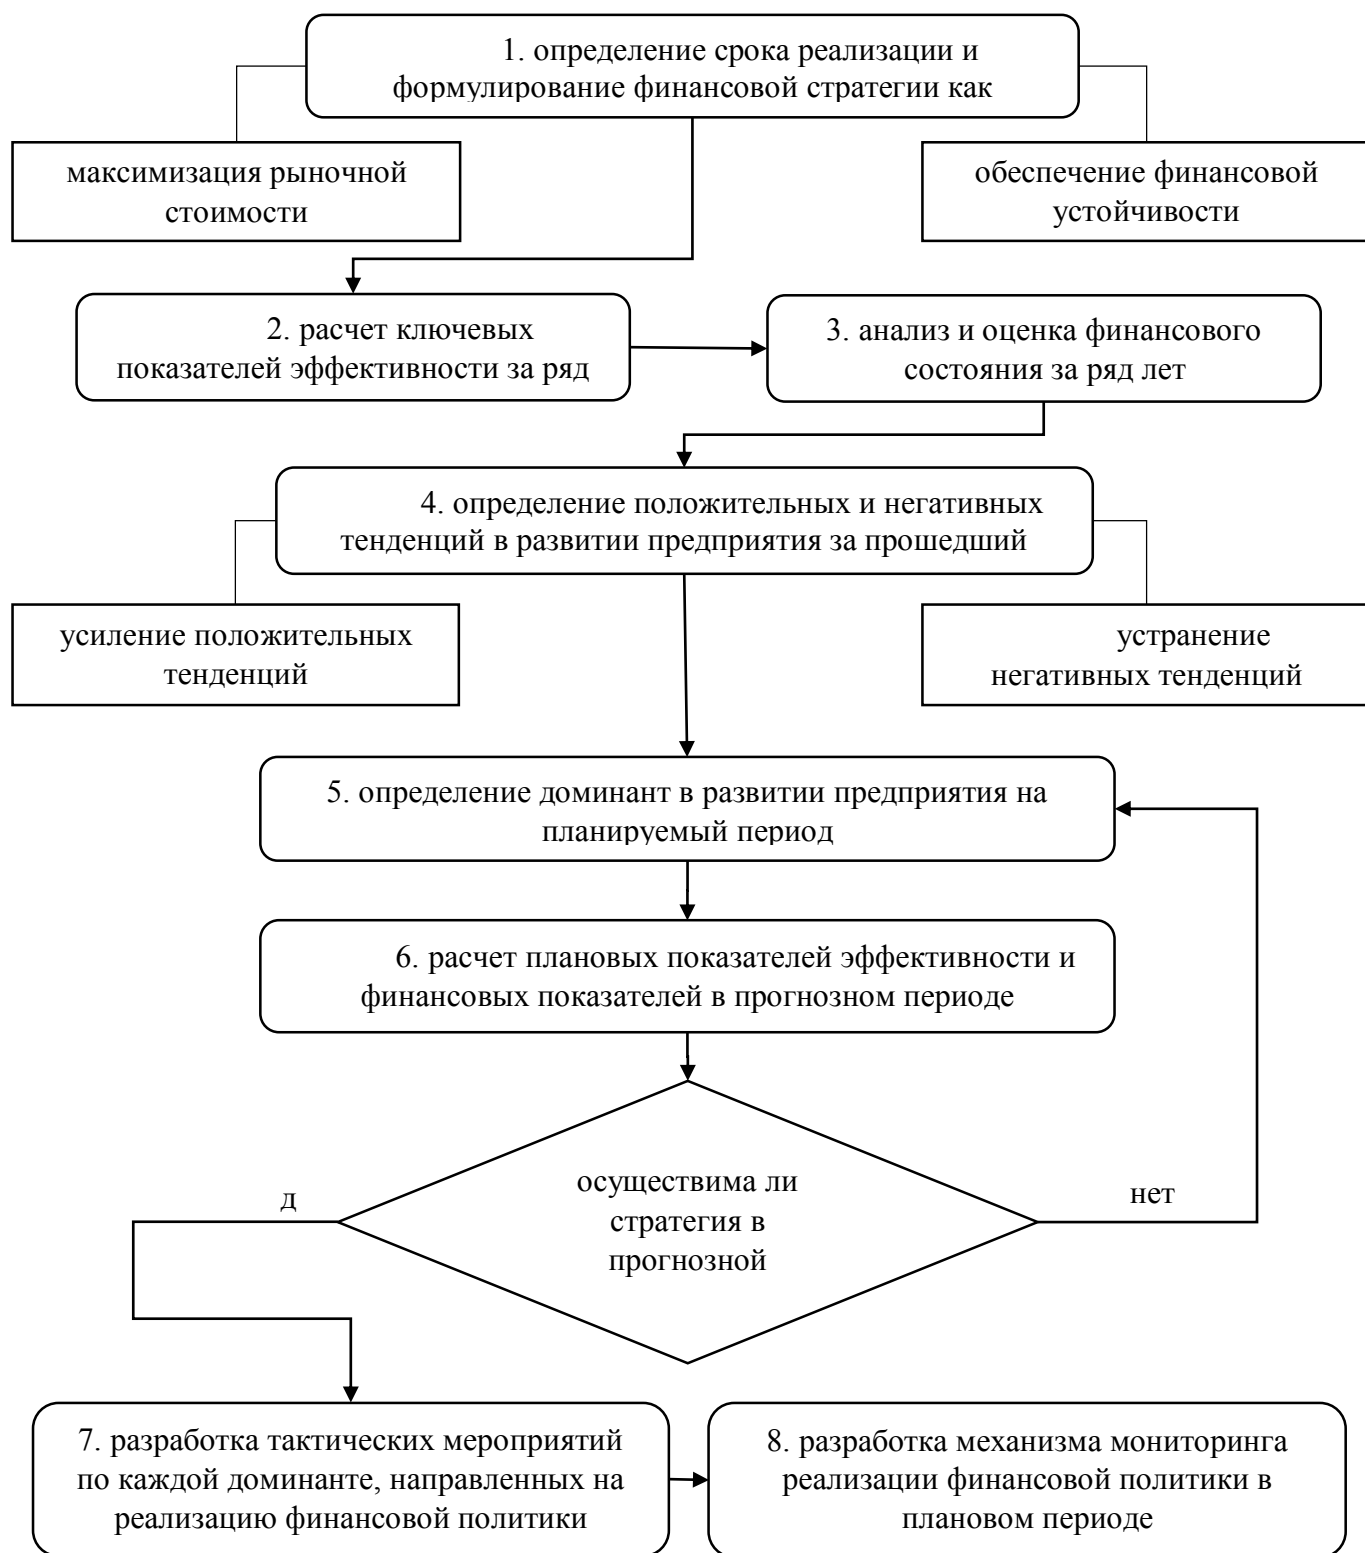 1. определение срока реализации и
формулирование финансовой стратегии как
максимизация рыночной
стоимости
обеспечение финансовой
устойчивости
2. расчет ключевых
показателей эффективности за ряд
3. анализ и оценка финансового
состояния за ряд лет
4. определение положительных и негативных
тенденций в развитии предприятия за прошедший
усиление положительных
тенденций
устранение
негативных тенденций
5. определение доминант в развитии предприятия на
планируемый период
6. расчет плановых показателей эффективности и
финансовых показателей в прогнозном периоде
осуществима ли
стратегия в
прогнозной
д
нет
7. разработка тактических мероприятий
по каждой доминанте, направленных на
реализацию финансовой политики
8. разработка механизма мониторинга
реализации финансовой политики в
плановом периоде